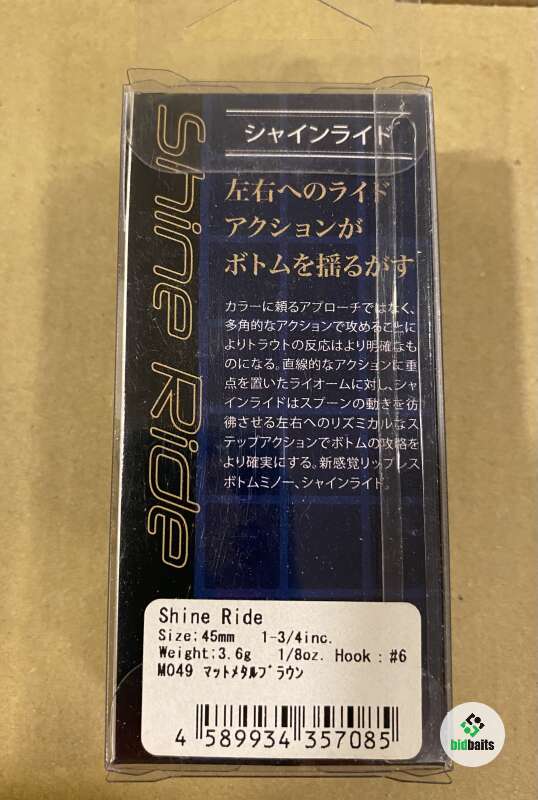 Shine Ride
シャインライド
左右へのライド
アクションが
ボトムを揺るがす
カラーに頼るアプローチではなく、
多角的なアクションで攻めることに
よりトラウトの反応はより明確なも
のになる。直線的なアクションに重
点を置いたライオームに対し、シャ
インライドはスプーンの動きを彷
彿させる左右へのリズミカルなス
テップアクションでボトムの攻略を
より確実にする。新感覚リップレス
ボトムミノー、シャインライド。
Shine Ride
Size;45mm 1-3/4inc.
Weight;3.6g 1/8oz. Hook : #6
M049 マットメタルブラウン
4 589934 357085
bidbaits